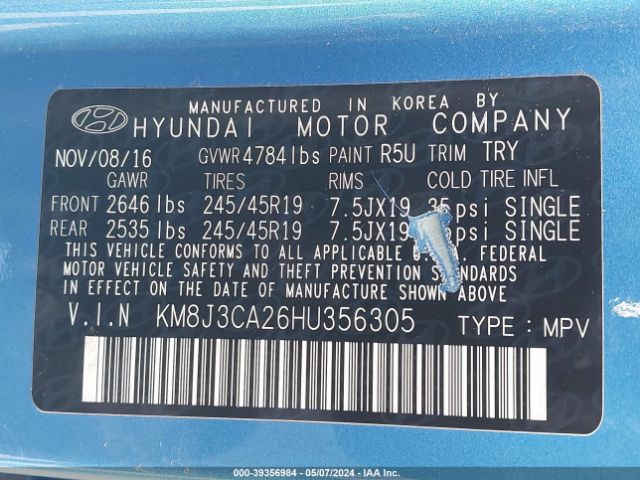 MANUFACTURED IN KOREA BY
HYUNDAI MOTOR COMPANY
NOV/08/16 GVWR4784lbs PAINT R5U TRIM TRY
GAWR TIRES RIMS COLD TIRE INFL
FRONT 2646 lbs 245/45R19 7.5JX19 35psi SINGLE
REAR 2535 lbs 245/45R19 7.5JX19 psi SINGLE
THIS VEHICLE CONFORMS TO ALL APPLICABLE FEDERAL
MOTOR VEHICLE SAFETY AND THEFT PREVENTION STANDARDS
IN EFFECT ON THE DATE OF MANUFACTURE SHOWN ABOVE
V.I.N KM8J3CA26HU356305 TYPE : MPV
000-39356984 - 05/07/2024 - IAA Inc.